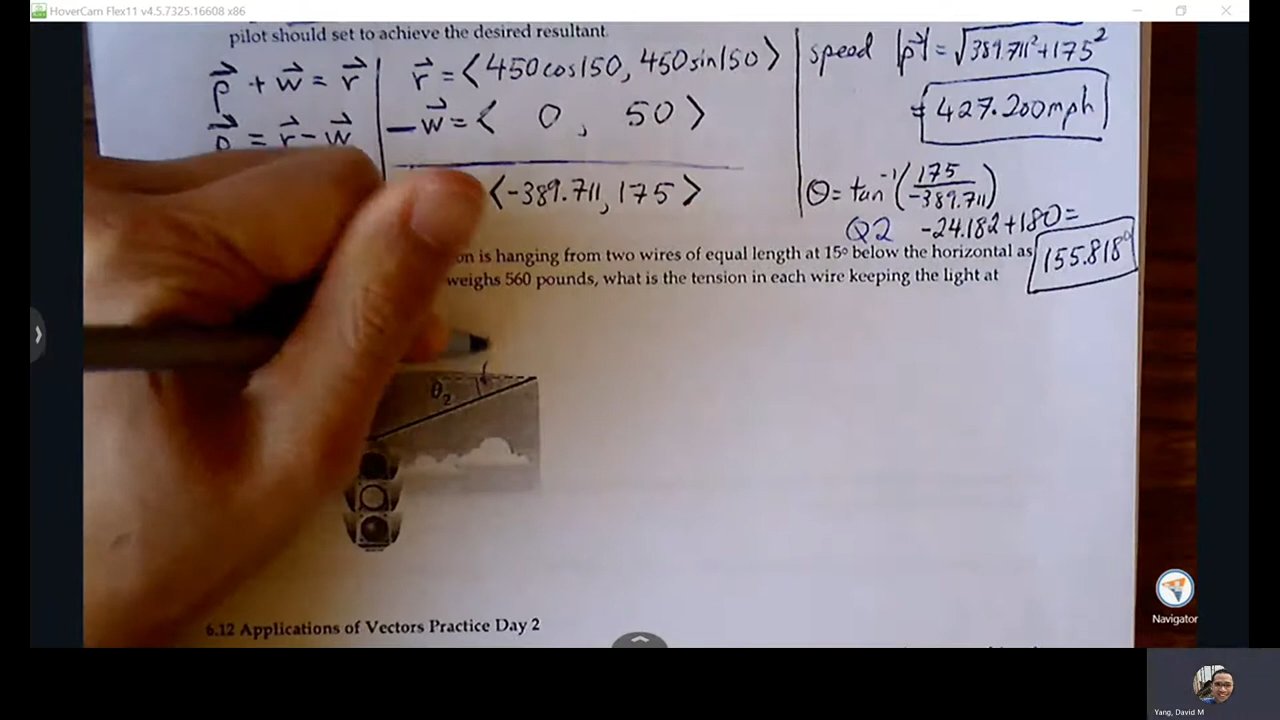 HoverCam Flex11 v4.5.7325.16608 x86
pilot should set to achieve the desired resultant.
p⃗ + w⃗ = r⃗
p⃗ = r⃗ - w⃗
r⃗ = ⟨450cos150, 450sin150⟩
- w⃗ = ⟨ 0 , 50 ⟩
⟨-389.711, 175⟩
speed |p⃗| = √389.711² + 175²
= 427.200mph
θ = tan⁻¹(175/-389.711)
Q2 -24.182 + 180 =
155.818°
on is hanging from two wires of equal length at 15° below the horizontal as
weighs 560 pounds, what is the tension in each wire keeping the light at
θ₂
6.12 Applications of Vectors Practice Day 2
Navigator
Yang, David M